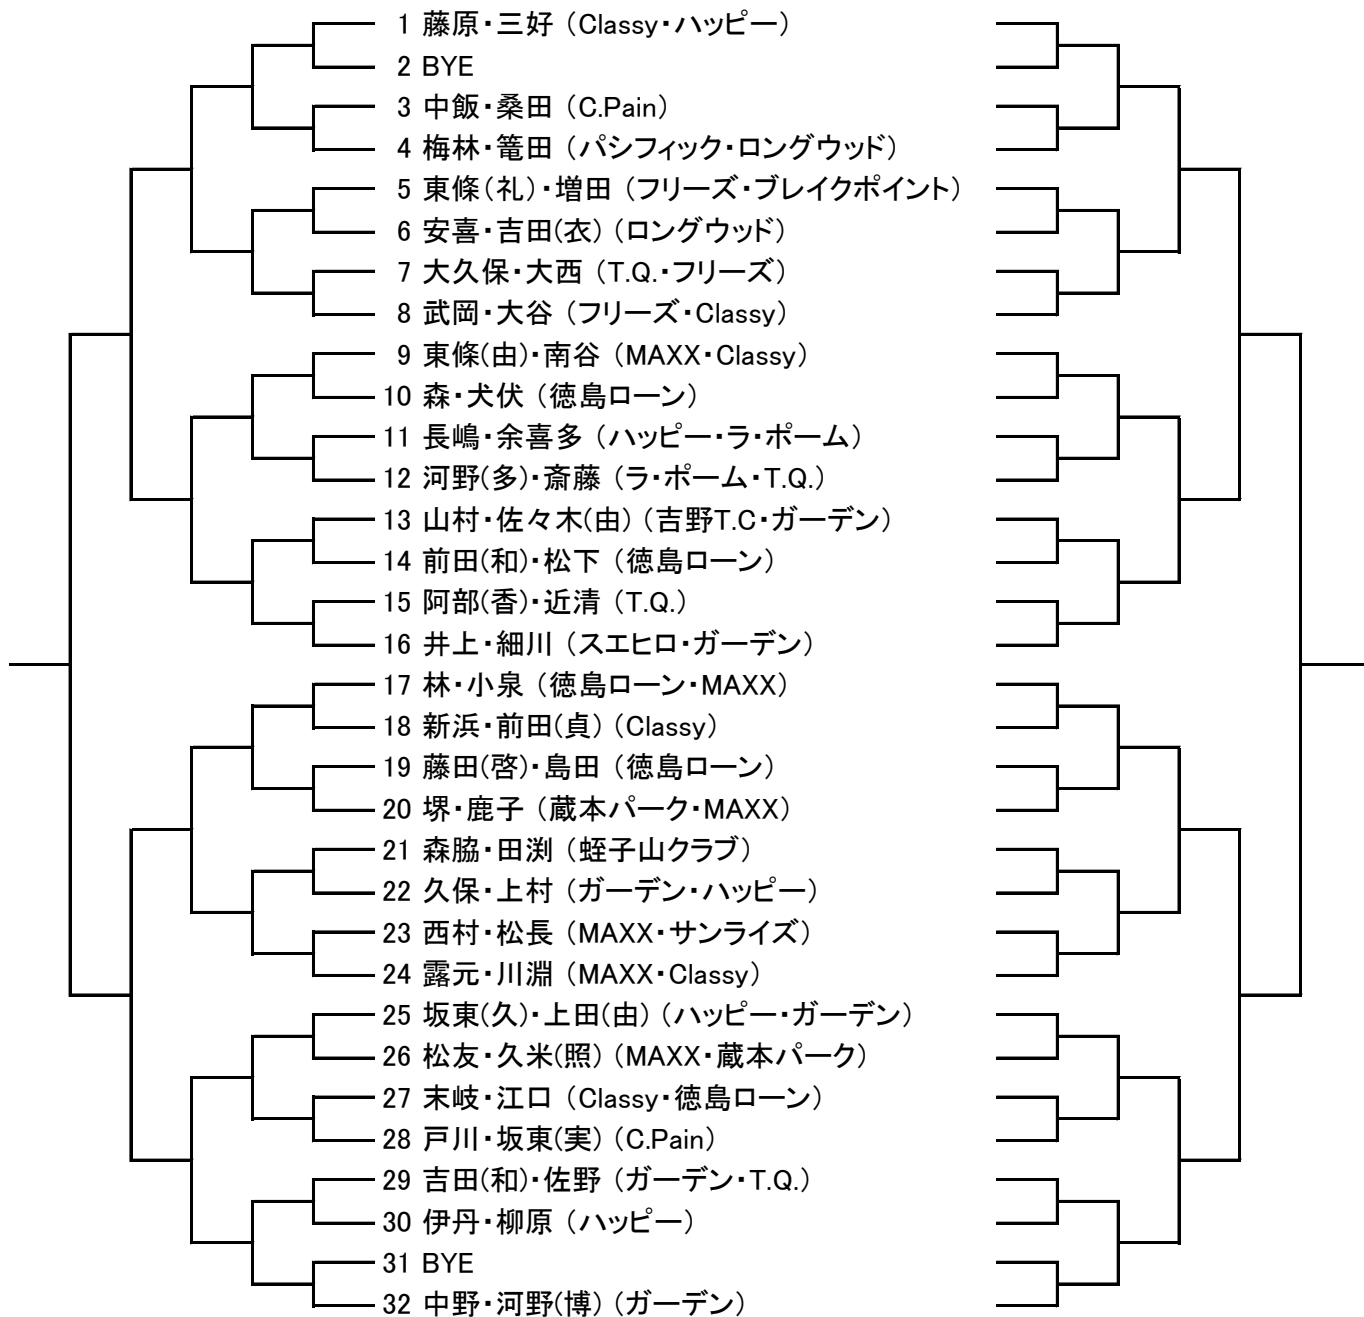 1 藤原・三好 （Classy・ハッピー）
2 BYE
3 中飯・桑田 （C.Pain）
4 梅林・篭田 （パシフィック・ロングウッド）
5 東條（礼）・増田 （フリーズ・ブレイクポイント）
6 安喜・吉田(衣) （ロングウッド）
7 大久保・大西 （T.Q.・フリーズ）
8 武岡・大谷 （フリーズ・Classy）
9 東條(由)・南谷 （MAXX・Classy）
10 森・犬伏 （徳島ローン）
11 長嶋・余喜多 （ハッピー・ラ・ポーム）
12 河野(多)・斎藤 （ラ・ポーム・T.Q.）
13 山村・佐々木(由) （吉野T.C・ガーデン）
14 前田(和)・松下 （徳島ローン）
15 阿部(香)・近清 （T.Q.）
16 井上・細川 （スエヒロ・ガーデン）
17 林・小泉 （徳島ローン・MAXX）
18 新浜・前田(貞) （Classy）
19 藤田(啓)・島田 （徳島ローン）
20 堺・鹿子 （蔵本パーク・MAXX）
21 森脇・田渕 （蛭子山クラブ）
22 久保・上村 （ガーデン・ハッピー）
23 西村・松長 （MAXX・サンライズ）
24 露元・川淵 （MAXX・Classy）
25 坂東(久)・上田(由) （ハッピー・ガーデン）
26 松友・久米(照) （MAXX・蔵本パーク）
27 末岐・江口 （Classy・徳島ローン）
28 戸川・坂東(実) （C.Pain）
29 吉田(和)・佐野 （ガーデン・T.Q.）
30 伊丹・柳原 （ハッピー）
31 BYE
32 中野・河野(博) （ガーデン）